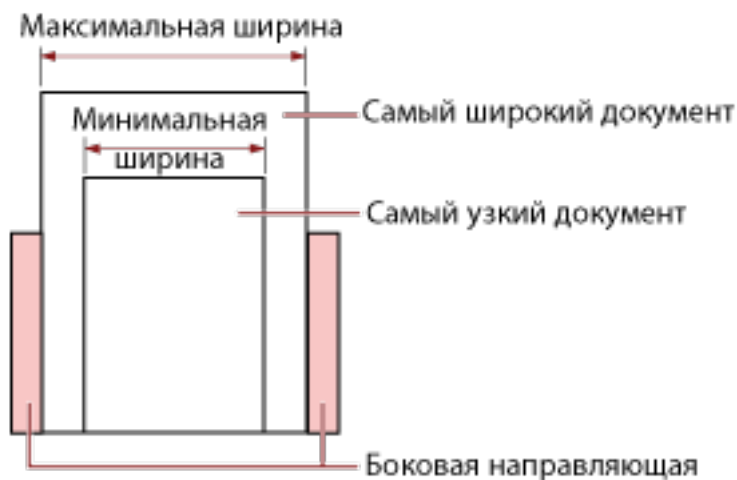 Максимальная ширина
Самый широкий документ
Минимальная
ширина
Самый узкий документ
Боковая направляющая